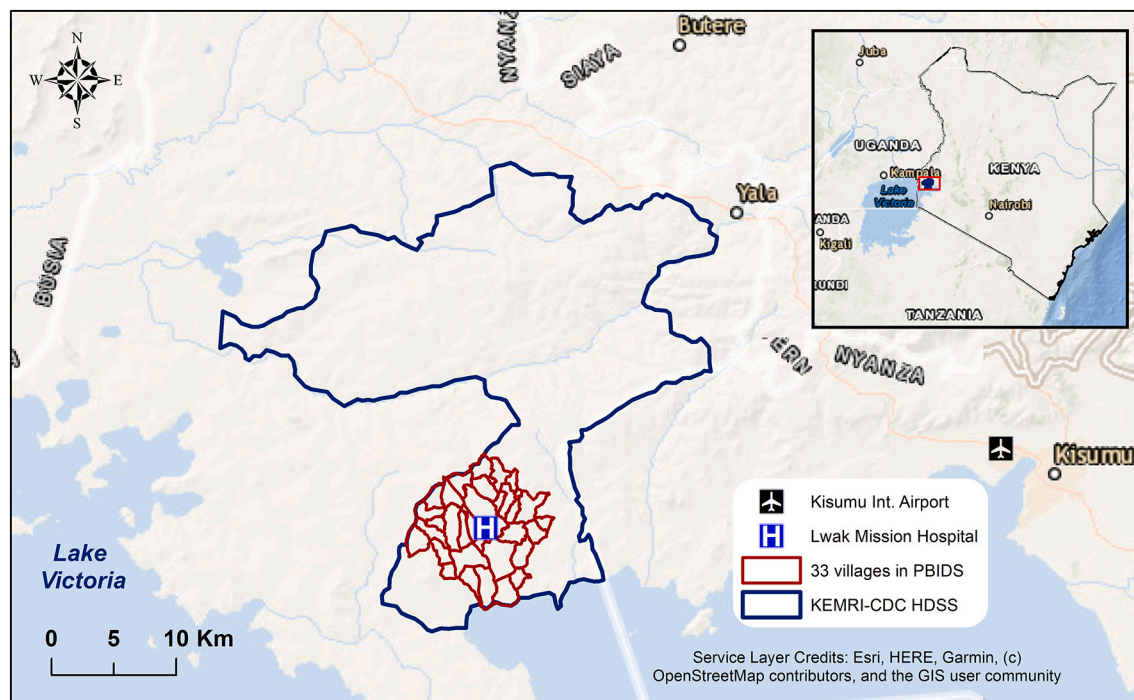 N
W E
S
NYANZ
SIAYA
Butere
BUSIA
Yala
ERN
NYANZA
Kisumu
Lake
Victoria
0 5 10 Km
Juba
UGANDA
Kampala
KENYA
Lake
Victoria
Nairobi
ANDA
Kigali
RUNDI
TANZANIA
Kisumu Int. Airport
H
H Lwak Mission Hospital
33 villages in PBIDS
KEMRI-CDC HDSS
Service Layer Credits: Esri, HERE, Garmin, (c)
OpenStreetMap contributors, and the GIS user community